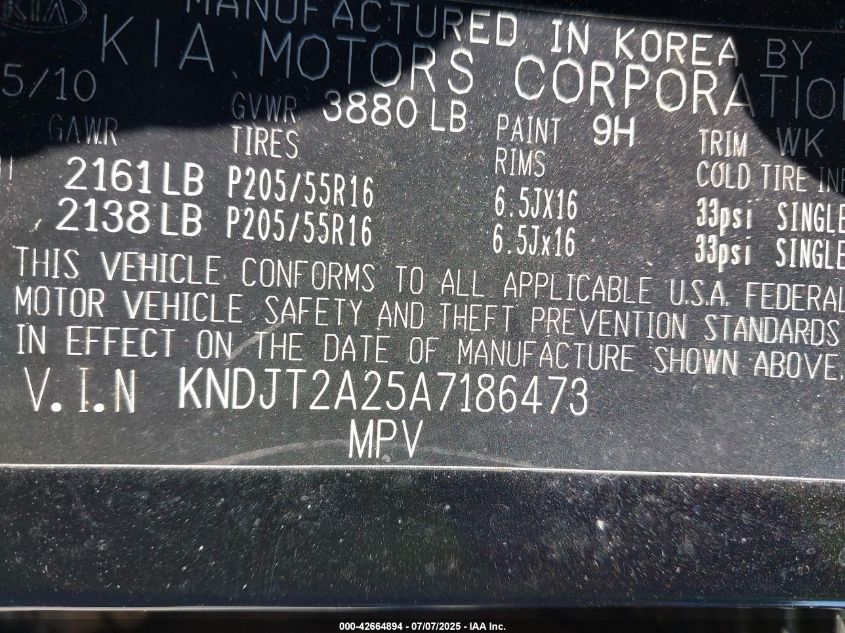 KIA
MANUFACTURED IN KOREA BY
KIA MOTORS CORPORATION
5/10
GVWR 3880 LB PAINT 9H TRIM WK
GAWR TIRES RIMS COLD TIRE
2161 LB P205/55R16 6.5JX16 33psi SINGLE
2138 LB P205/55R16 6.5Jx16 33psi SINGLE
THIS VEHICLE CONFORMS TO ALL APPLICABLE U.S.A. FEDERAL
MOTOR VEHICLE SAFETY AND THEFT PREVENTION STANDARDS
IN EFFECT ON THE DATE OF MANUFACTURE SHOWN ABOVE.
V.I.N KNDJT2A25A7186473
MPV
000-42664894 - 07/07/2025 - IAA Inc.